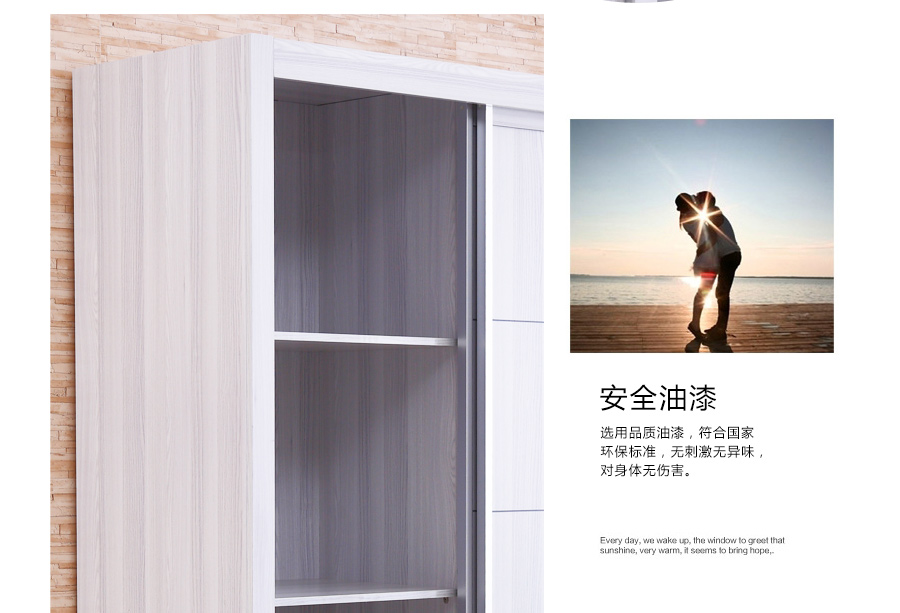 安全油漆
选用品质油漆，符合国家
环保标准，无刺激无异味，
对身体无伤害。
Every day, we wake up, the window to greet that
sunshine, very warm, it seems to bring hope,.